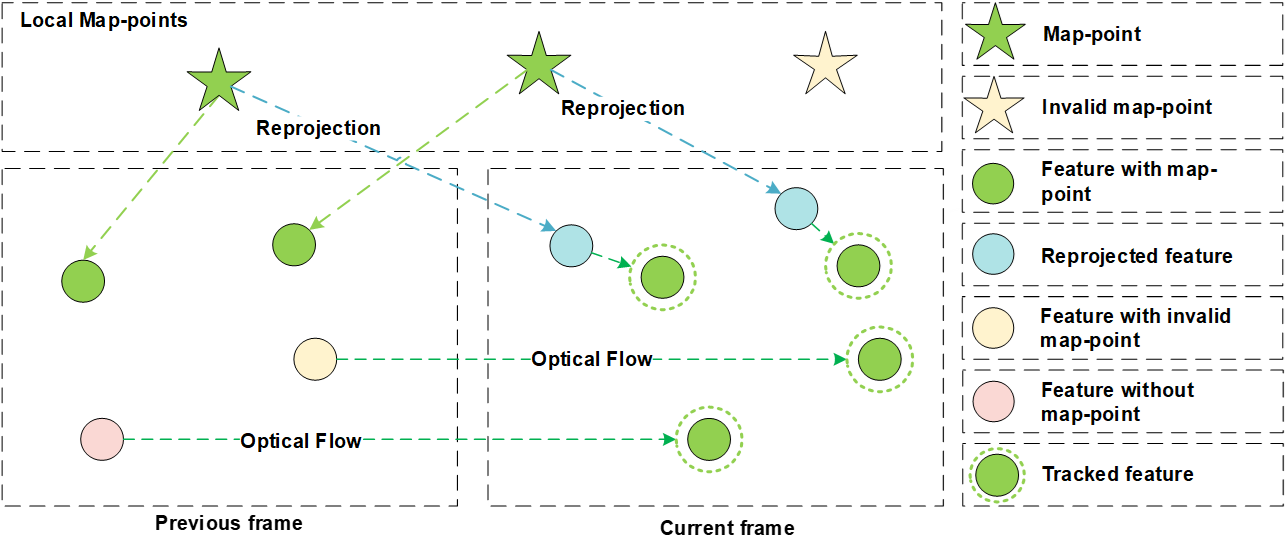 Local Map-points
Reprojection
Reprojection
Optical Flow
Optical Flow
Previous frame
Current frame
Map-point
Invalid map-point
Feature with map-
point
Reprojected feature
Feature with invalid
map-point
Feature without
map-point
Tracked feature